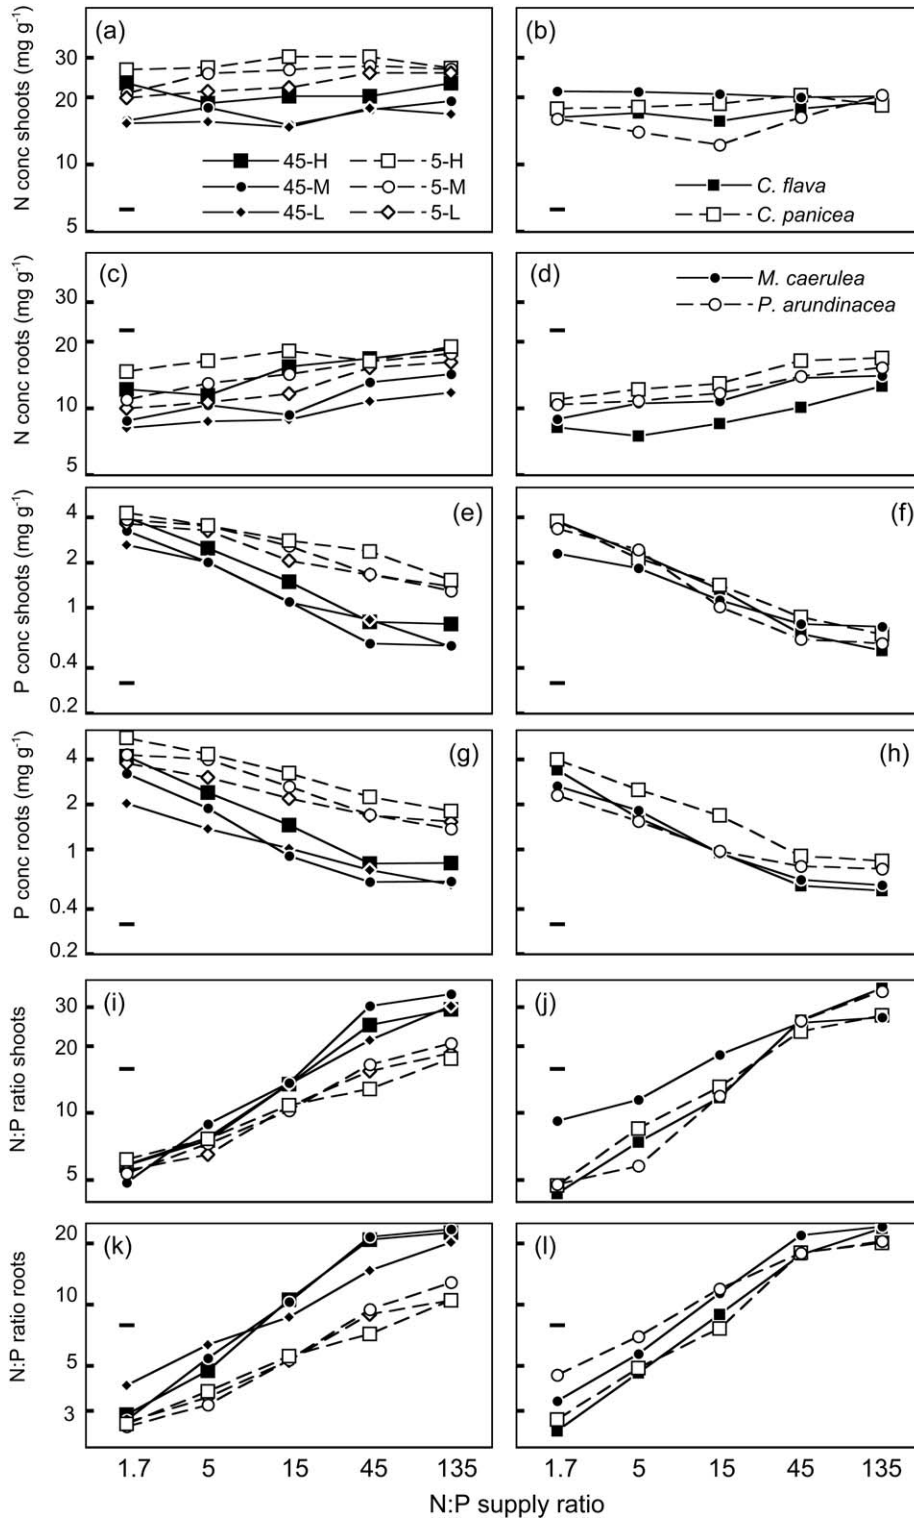 (a)
(b)
N conc shoots (mg g⁻¹)
30
20
10
5
45-H
5-H
45-M
5-M
45-L
5-L
C. flava
C. panicea
(c)
(d)
N conc roots (mg g⁻¹)
30
20
10
5
M. caerulea
P. arundinacea
(e)
(f)
P conc shoots (mg g⁻¹)
4
2
1
0.4
0.2
(g)
(h)
P conc roots (mg g⁻¹)
4
2
1
0.4
0.2
(i)
(j)
N:P ratio shoots
30
20
10
5
(k)
(l)
N:P ratio roots
20
10
5
3
1.7 5 15 45 135
1.7 5 15 45 135
N:P supply ratio